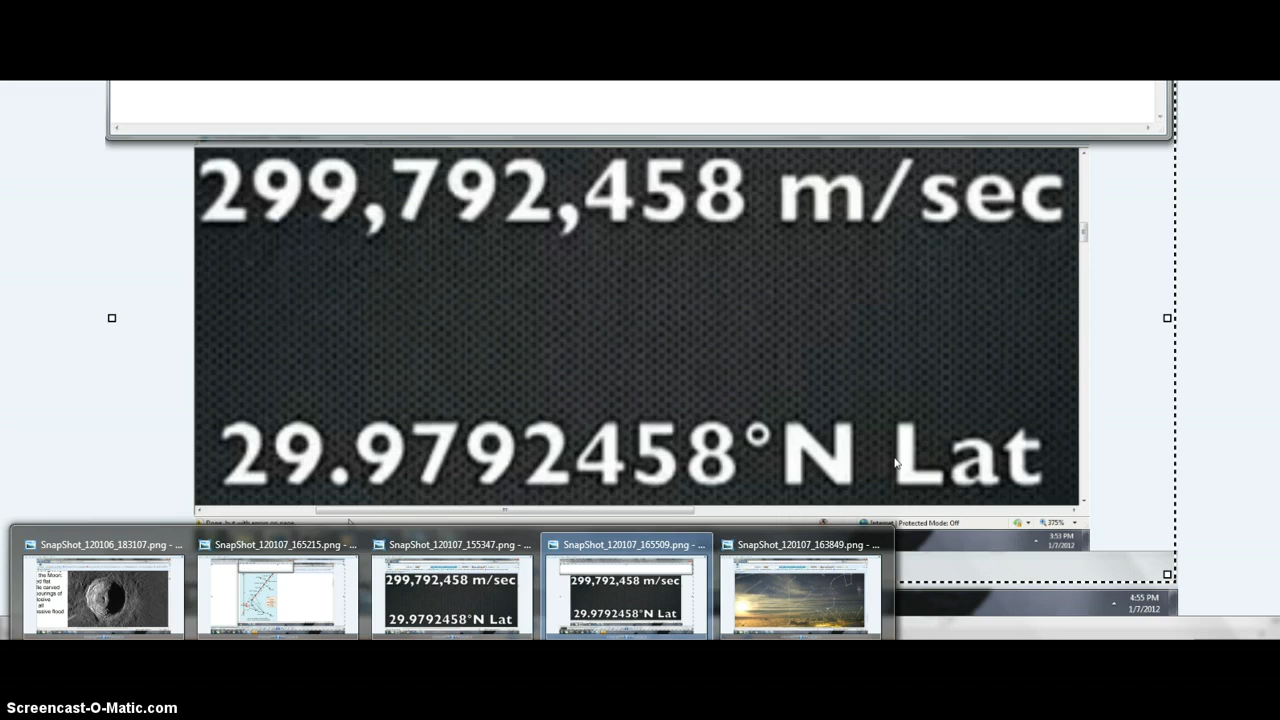 299,792,458 m/sec
29.9792458°N Lat
Internet | Protected Mode: Off
375%
3:53 PM
1/7/2012
SnapShot_120106_183107.png - ...
SnapShot_120107_165215.png - ...
SnapShot_120107_155347.png - ...
SnapShot_120107_165509.png - ...
SnapShot_120107_163849.png - ...
the Moon:
299,792,458 m/sec
29.9792458°N Lat
299,792,458 m/sec
29.9792458°N Lat
4:55 PM
1/7/2012
Screencast-O-Matic.com